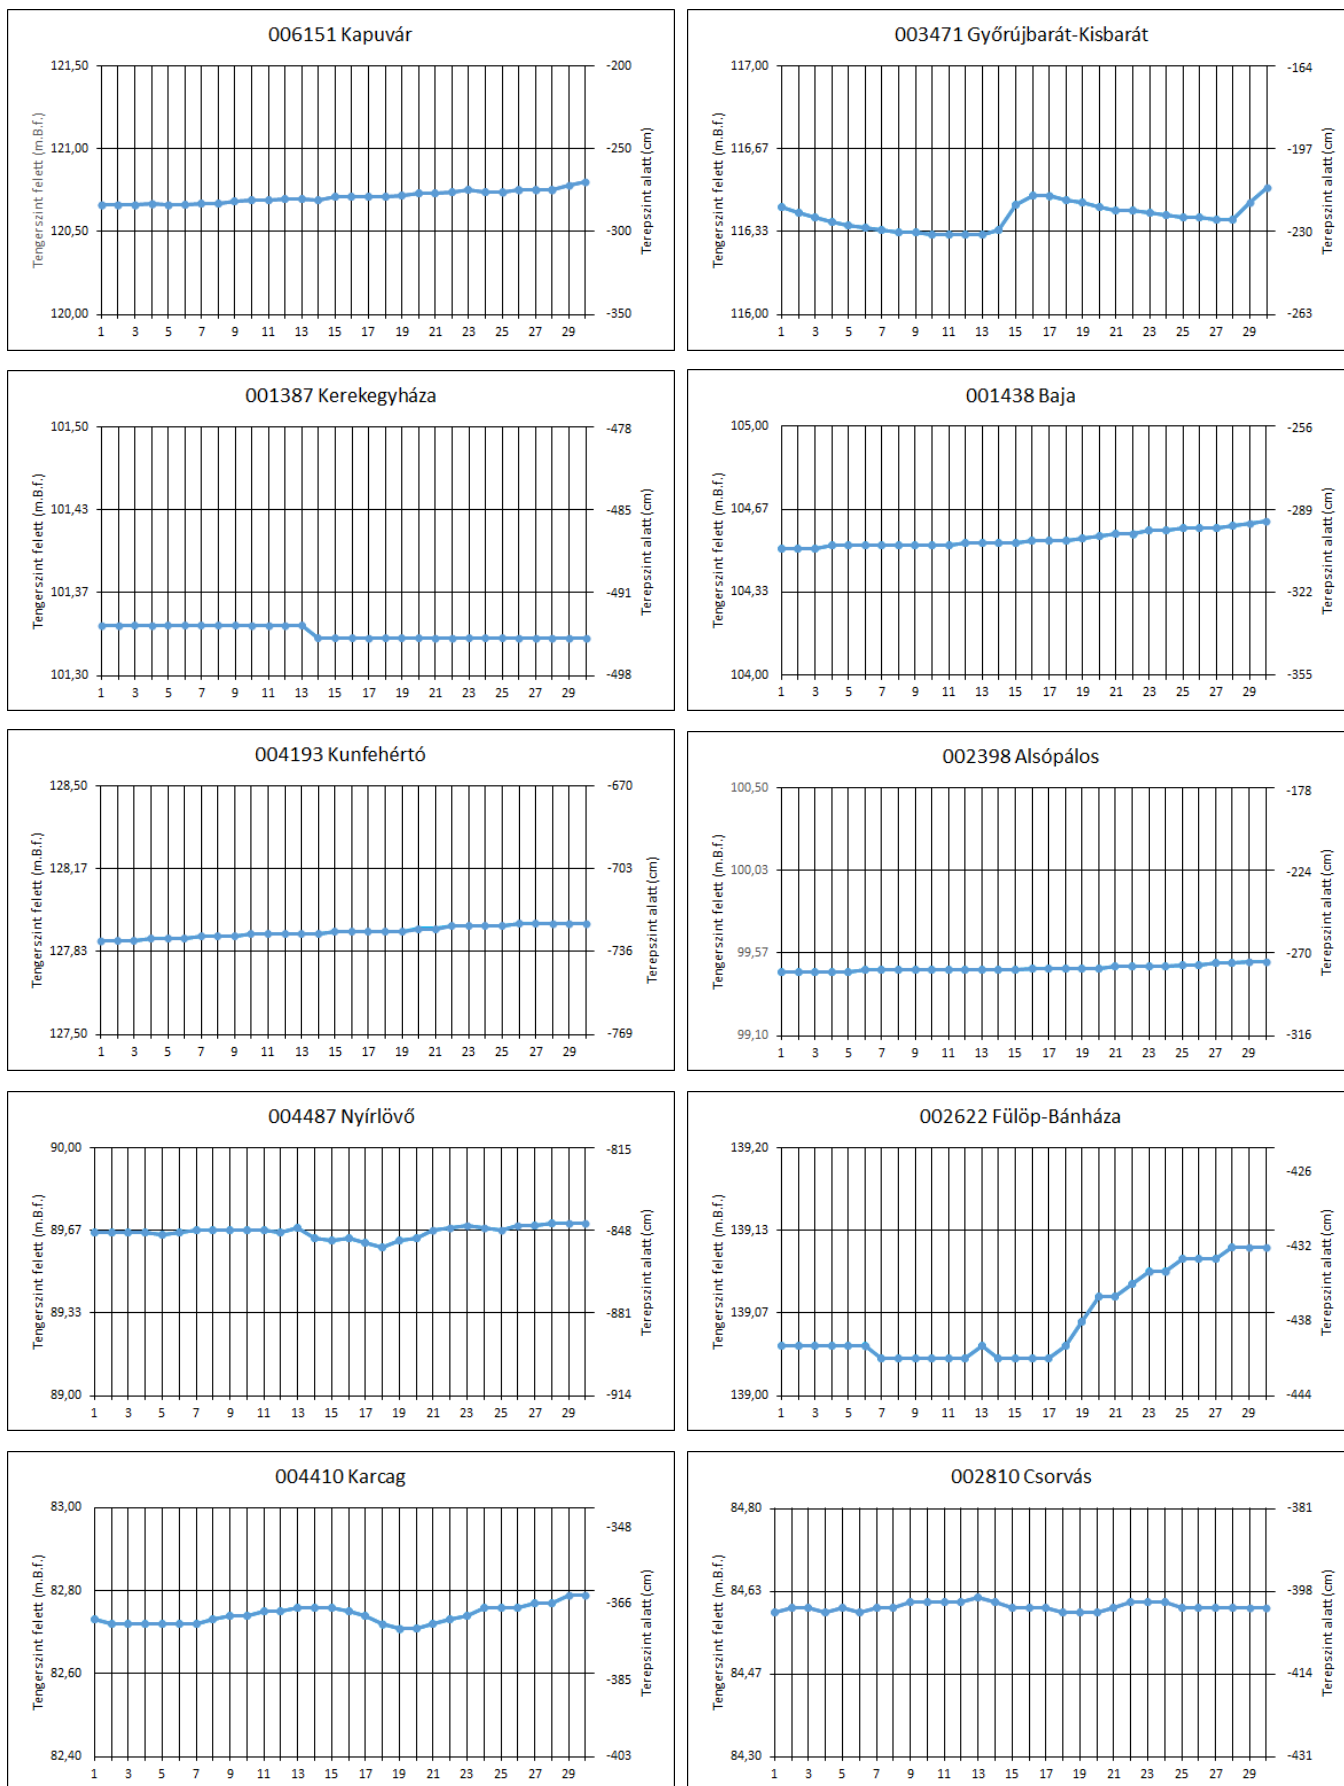 006151 Kapuvár
Tengerszint felett (m.B.f.)
121,50
121,00
120,50
120,00
-200
-250
-300
-350
Terepszint alatt (cm)
1 3 5 7 9 11 13 15 17 19 21 23 25 27 29
003471 Győrújbarát-Kisbarát
Tengerszint felett (m.B.f.)
117,00
116,67
116,33
116,00
-164
-197
-230
-263
Terepszint alatt (cm)
1 3 5 7 9 11 13 15 17 19 21 23 25 27 29
001387 Kerekegyháza
Tengerszint felett (m.B.f.)
101,50
101,43
101,37
101,30
-478
-485
-491
-498
Terepszint alatt (cm)
1 3 5 7 9 11 13 15 17 19 21 23 25 27 29
001438 Baja
Tengerszint felett (m.B.f.)
105,00
104,67
104,33
104,00
-256
-289
-322
-355
Terepszint alatt (cm)
1 3 5 7 9 11 13 15 17 19 21 23 25 27 29
004193 Kunfehértó
Tengerszint felett (m.B.f.)
128,50
128,17
127,83
127,50
-670
-703
-736
-769
Terepszint alatt (cm)
1 3 5 7 9 11 13 15 17 19 21 23 25 27 29
002398 Alsópálos
Tengerszint felett (m.B.f.)
100,50
100,03
99,57
99,10
-178
-224
-270
-316
Terepszint alatt (cm)
1 3 5 7 9 11 13 15 17 19 21 23 25 27 29
004487 Nyírlövő
Tengerszint felett (m.B.f.)
90,00
89,67
89,33
89,00
-815
-848
-881
-914
Terepszint alatt (cm)
1 3 5 7 9 11 13 15 17 19 21 23 25 27 29
002622 Fülöp-Bánháza
Tengerszint felett (m.B.f.)
139,20
139,13
139,07
139,00
-426
-432
-438
-444
Terepszint alatt (cm)
1 3 5 7 9 11 13 15 17 19 21 23 25 27 29
004410 Karcag
Tengerszint felett (m.B.f.)
83,00
82,80
82,60
82,40
-348
-366
-385
-403
Terepszint alatt (cm)
1 3 5 7 9 11 13 15 17 19 21 23 25 27 29
002810 Csorvás
Tengerszint felett (m.B.f.)
84,80
84,63
84,47
84,30
-381
-398
-414
-431
Terepszint alatt (cm)
1 3 5 7 9 11 13 15 17 19 21 23 25 27 29